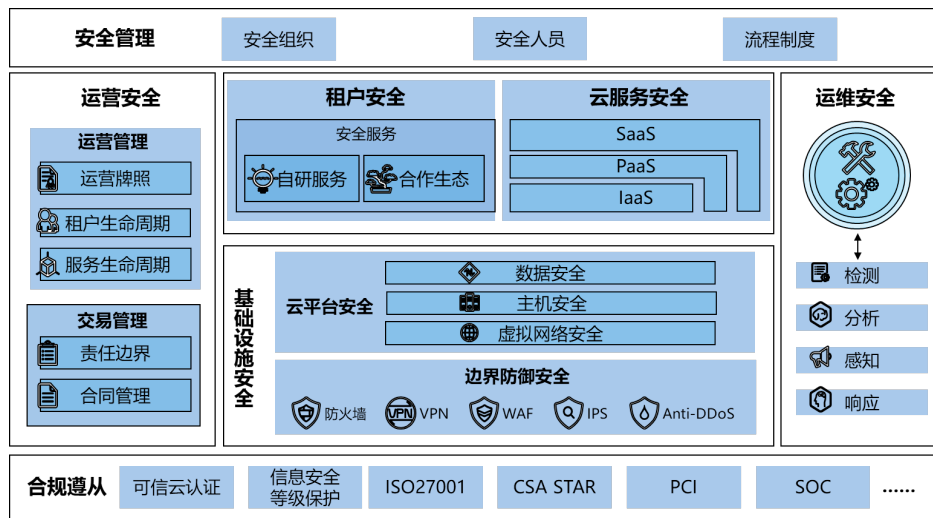 安全管理
安全组织
安全人员
流程制度
运营安全
运营管理
运营牌照
租户生命周期
服务生命周期
交易管理
责任边界
合同管理
租户安全
安全服务
自研服务
合作生态
云服务安全
SaaS
PaaS
IaaS
基础设施安全
云平台安全
数据安全
主机安全
虚拟网络安全
边界防御安全
防火墙
VPN
VPN
WAF
IPS
Anti-DDoS
运维安全
检测
分析
感知
响应
合规遵从
可信云认证
信息安全
等级保护
ISO27001
CSA STAR
PCI
SOC
......